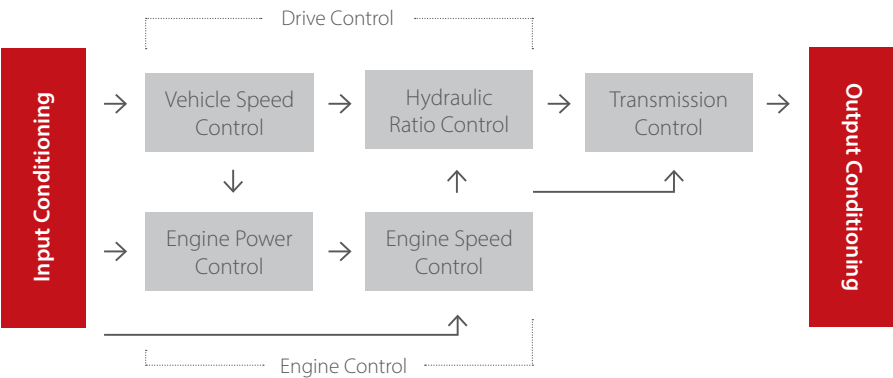 Drive Control
Input Conditioning
Vehicle Speed
Control
Hydraulic
Ratio Control
Transmission
Control
Output Conditioning
Engine Power
Control
Engine Speed
Control
Engine Control